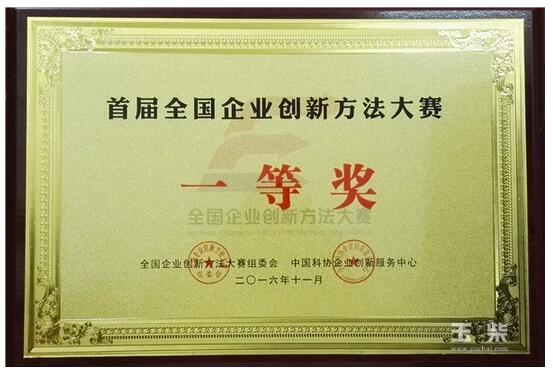 首届全国企业创新方法大赛
一等奖
全国企业创新方法大赛
全国企业创新方法大赛组委会 中国科协企业创新服务中心
二〇一六年十一月
玉柴
www.yuchai.com